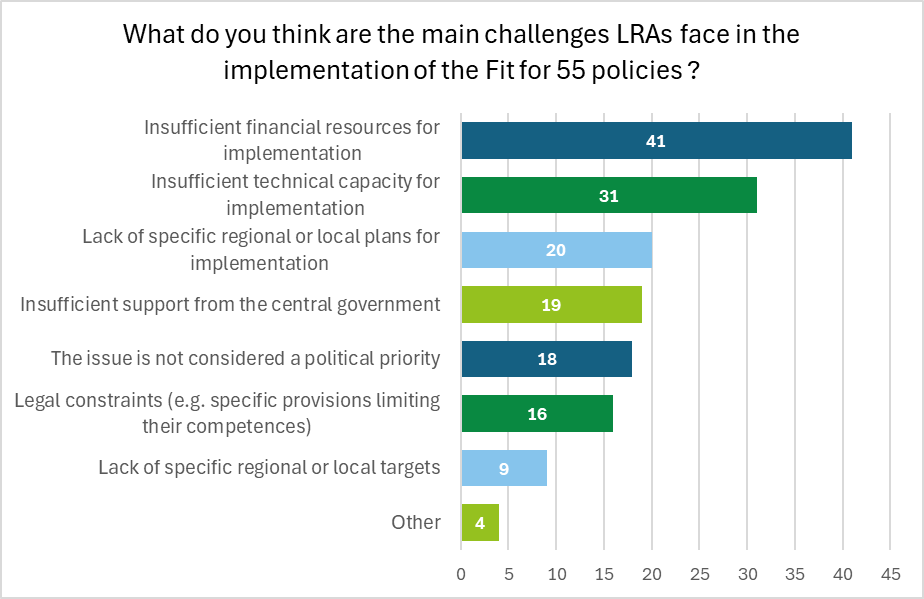 What do you think are the main challenges LRAs face in the
implementation of the Fit for 55 policies ?
Insufficient financial resources for
implementation
41
Insufficient technical capacity for
implementation
31
Lack of specific regional or local plans for
implementation
20
Insufficient support from the central government
19
The issue is not considered a political priority
18
Legal constraints (e.g. specific provisions limiting
their competences)
16
Lack of specific regional or local targets
9
Other
4
0 5 10 15 20 25 30 35 40 45